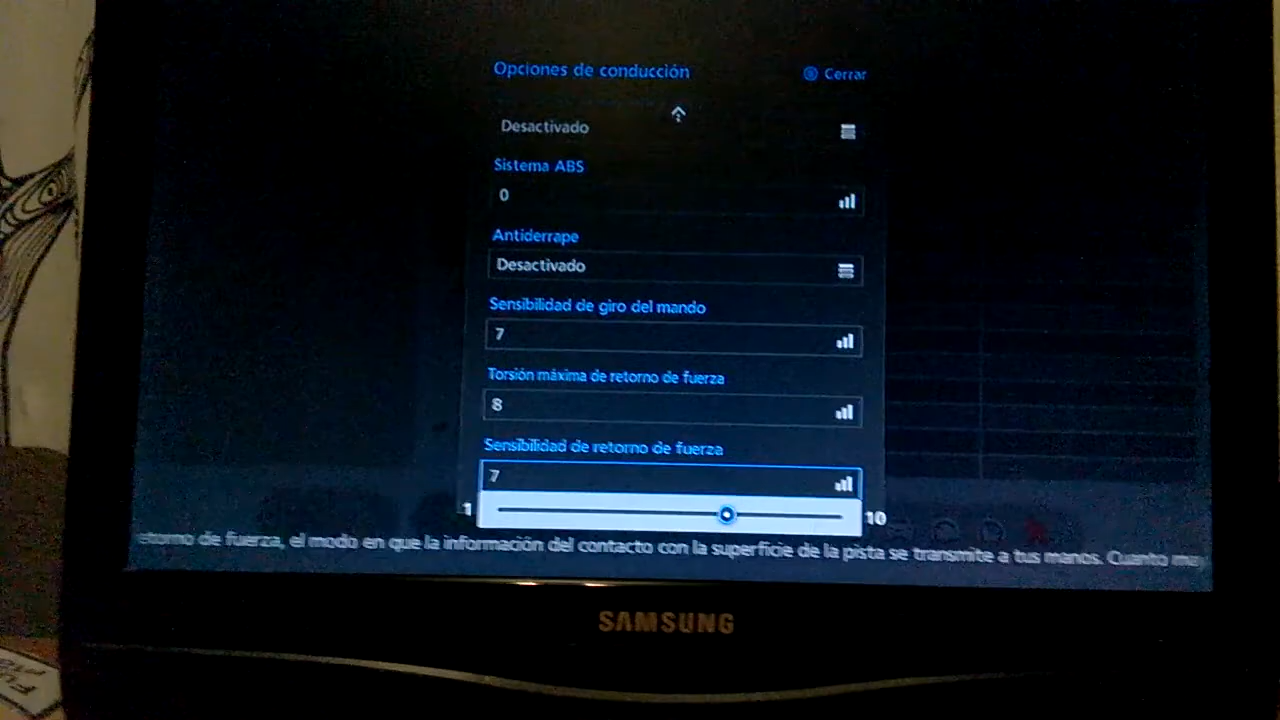 Opciones de conducción
Cerrar
Desactivado
Sistema ABS
0
Antiderrape
Desactivado
Sensibilidad de giro del mando
7
Torsión máxima de retorno de fuerza
8
Sensibilidad de retorno de fuerza
7
1
10
de fuerza, el modo en que la información del contacto con la superficie de la pista se transmite a tus manos. Cuanto
SAMSUNG